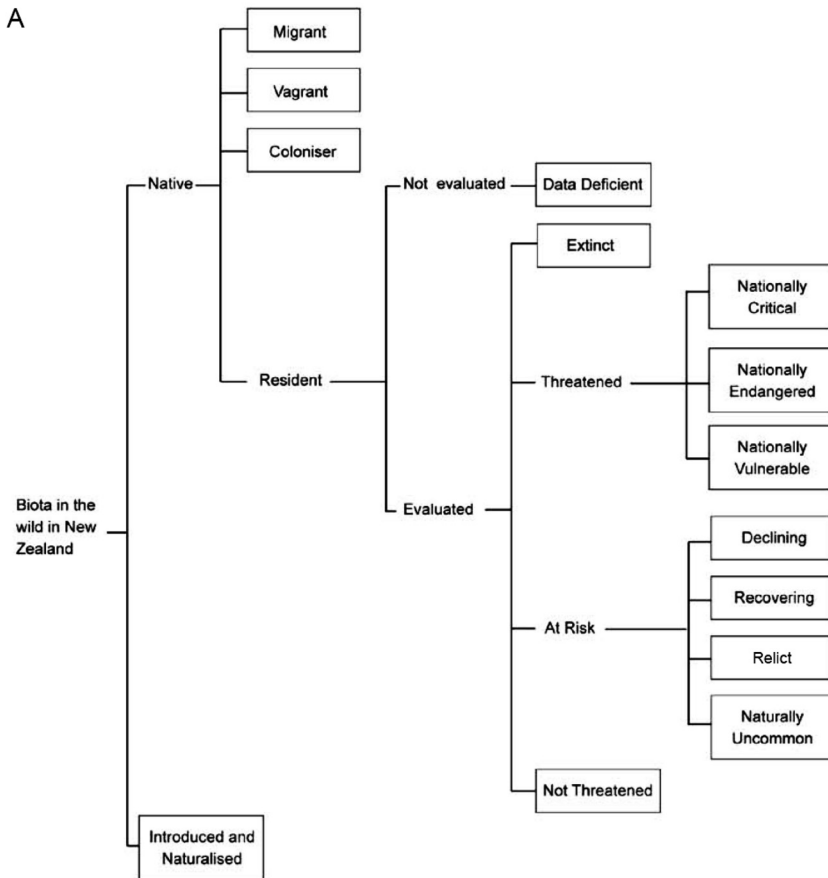 A
Migrant
Vagrant
Coloniser
Native
Not evaluated
Data Deficient
Extinct
Nationally
Critical
Resident
Threatened
Nationally
Endangered
Nationally
Vulnerable
Biota in the
wild in New
Zealand
Evaluated
Declining
Recovering
At Risk
Relict
Naturally
Uncommon
Not Threatened
Introduced and
Naturalised